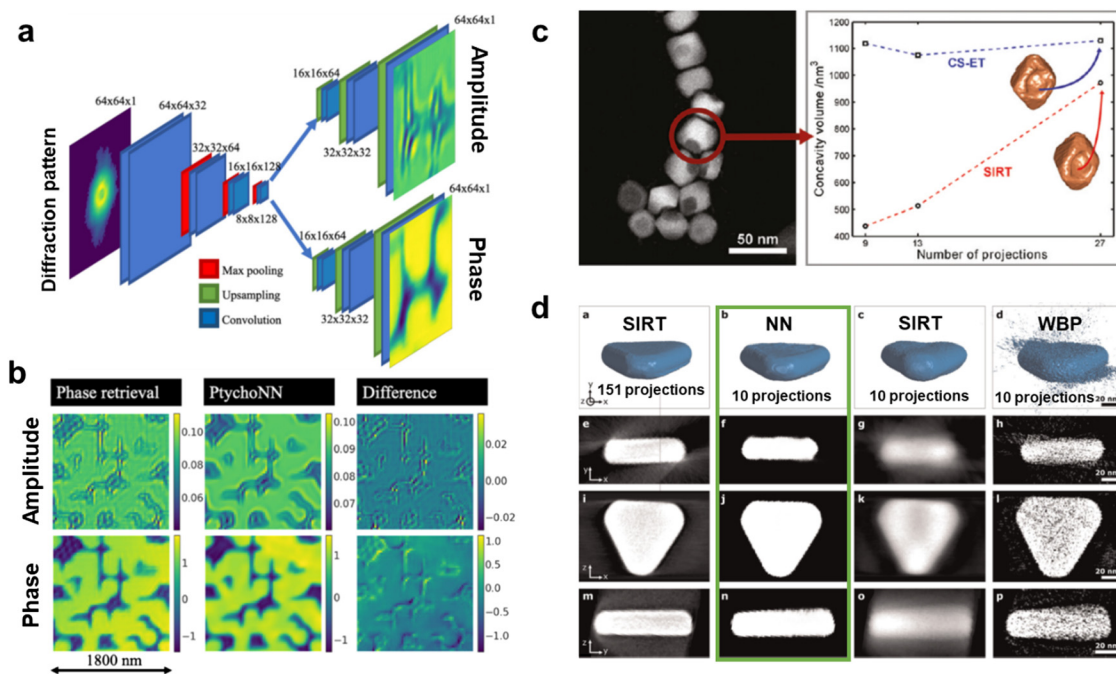 a
Diffraction pattern
64x64x1
64x64x32
32x32x64
16x16x128
8x8x128
16x16x64
32x32x32
64x64x1
Amplitude
16x16x64
32x32x32
64x64x1
Phase
Max pooling
Upsampling
Convolution
b
Phase retrieval
PtychoNN
Difference
Amplitude
0.10
0.08
0.06
0.10
0.09
0.08
0.07
0.02
0.00
−0.02
Phase
1
0
−1
1
0
−1
1.0
0.5
0.0
−0.5
−1.0
1800 nm
c
50 nm
Concavity volume /nm³
1200
1100
1000
900
800
700
600
500
400
CS-ET
SIRT
9
13
27
Number of projections
d
a
SIRT
151 projections
y
z
x
b
NN
10 projections
c
SIRT
10 projections
d
WBP
10 projections
20 nm
e
y
x
f
g
h
20 nm
i
z
x
j
k
l
20 nm
m
z
y
n
o
p
20 nm